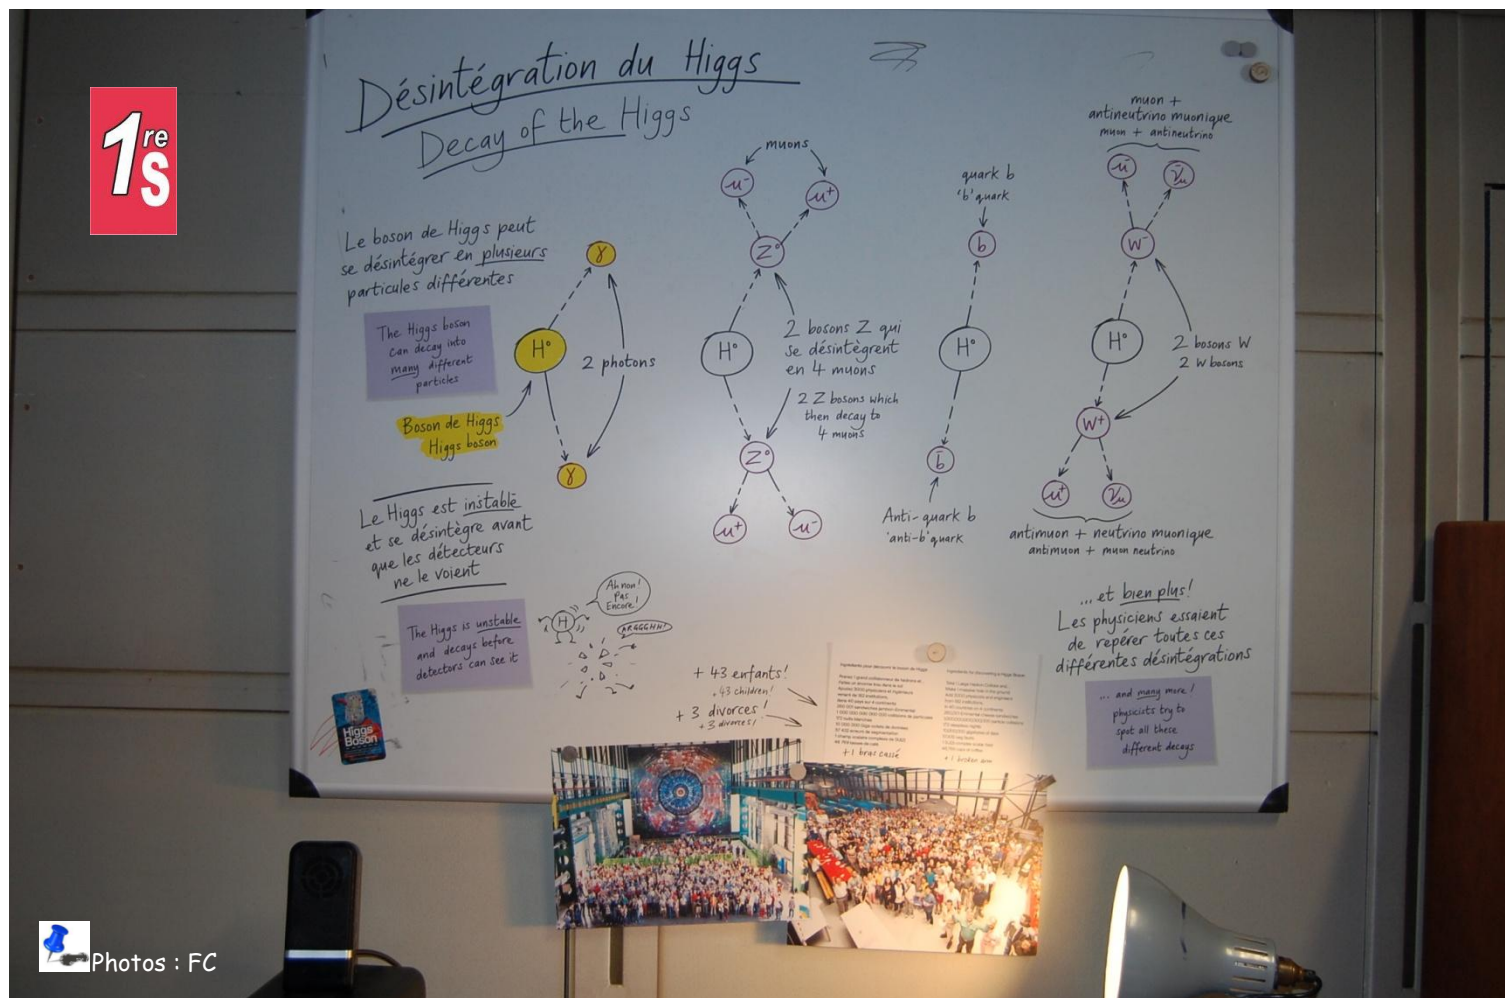 Désintégration du Higgs
Decay of the Higgs
1re S
Le boson de Higgs peut
se désintégrer en plusieurs
particules différentes
The Higgs boson
can decay into
many different
particles
Boson de Higgs
Higgs boson
H°
γ
γ
2 photons
muons
μ-
μ+
Z°
H°
2 bosons Z qui
se désintègrent
en 4 muons
2 Z bosons which
then decay to
4 muons
Z°
μ+
μ-
quark b
'b' quark
b
H°
b̄
Anti-quark b
'anti-b' quark
muon +
antineutrino muonique
muon + antineutrino
μ-
ν̄μ
W-
H°
2 bosons W
2 W bosons
W+
μ+
νμ
antimuon + neutrino muonique
antimuon + muon neutrino
Le Higgs est instable
et se désintègre avant
que les détecteurs
ne le voient
The Higgs is unstable
and decays before
detectors can see it
Ah non!
Pas
Encore!
H
ARGGGHH!
+ 43 enfants!
+ 43 children!
+ 3 divorces!
+ 3 divorces!
+ 1 bras cassé
+ 1 broken arm
... et bien plus!
Les physiciens essaient
de repérer toutes ces
différentes désintégrations
... and many more!
physicists try to
spot all these
different decays
Higgs
Boson
Photos : FC